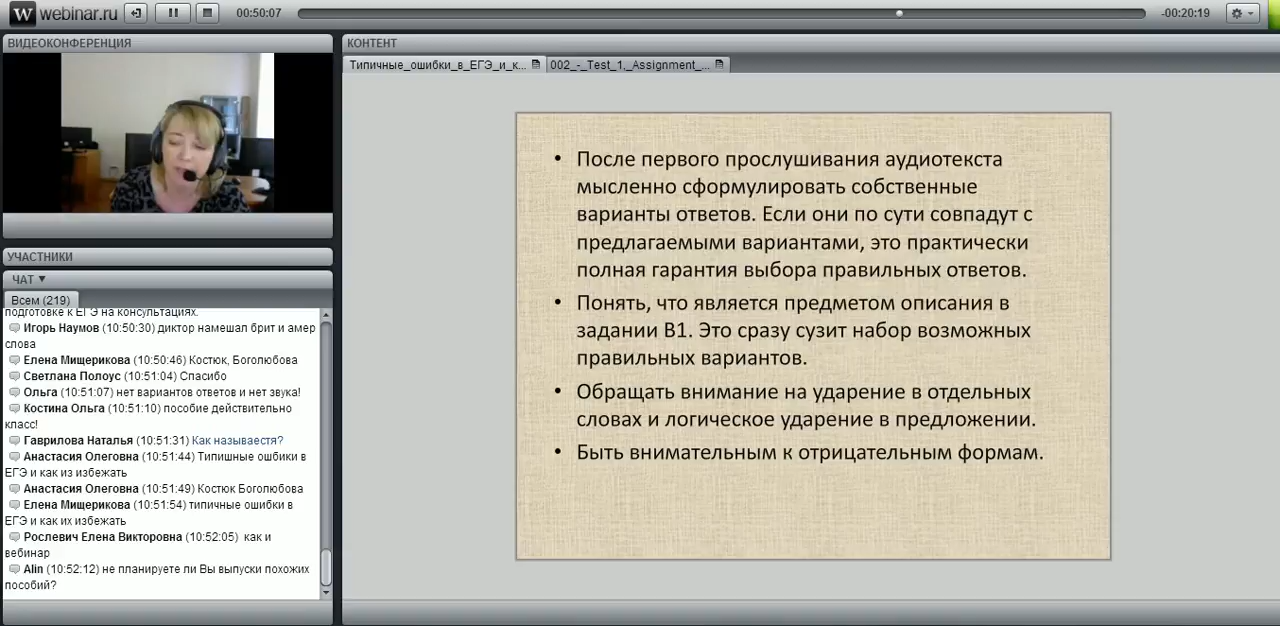 W webinar.ru
00:50:07
-00:20:19
ВИДЕОКОНФЕРЕНЦИЯ
УЧАСТНИКИ
ЧАТ
Всем (219)
подготовке к ЕГЭ на консультациях.
Игорь Наумов (10:50:30) диктор намешал брит и амер
слова
Елена Мищерикова (10:50:46) Костюк, Боголюбова
Светлана Полоус (10:51:04) Спасибо
Ольга (10:51:07) нет вариантов ответов и нет звука!
Костина Ольга (10:51:10) пособие действительно
класс!
Гаврилова Наталья (10:51:31) Как называестя?
Анастасия Олеговна (10:51:44) Типишные ошбики в
ЕГЭ и как из избежать
Анастасия Олеговна (10:51:49) Костюк Боголюбова
Елена Мищерикова (10:51:54) типичные ошибки в
ЕГЭ и как их избежать
Рослевич Елена Викторовна (10:52:05) как и
вебинар
Alin (10:52:12) не планируете ли Вы выпуски похожих
пособий?
КОНТЕНТ
Типичные_ошибки_в_ЕГЭ_и_к...
002_-_Test_1,_Assignment_...
• После первого прослушивания аудиотекста
мысленно сформулировать собственные
варианты ответов. Если они по сути совпадут с
предлагаемыми вариантами, это практически
полная гарантия выбора правильных ответов.
• Понять, что является предметом описания в
задании В1. Это сразу сузит набор возможных
правильных вариантов.
• Обращать внимание на ударение в отдельных
словах и логическое ударение в предложении.
• Быть внимательным к отрицательным формам.